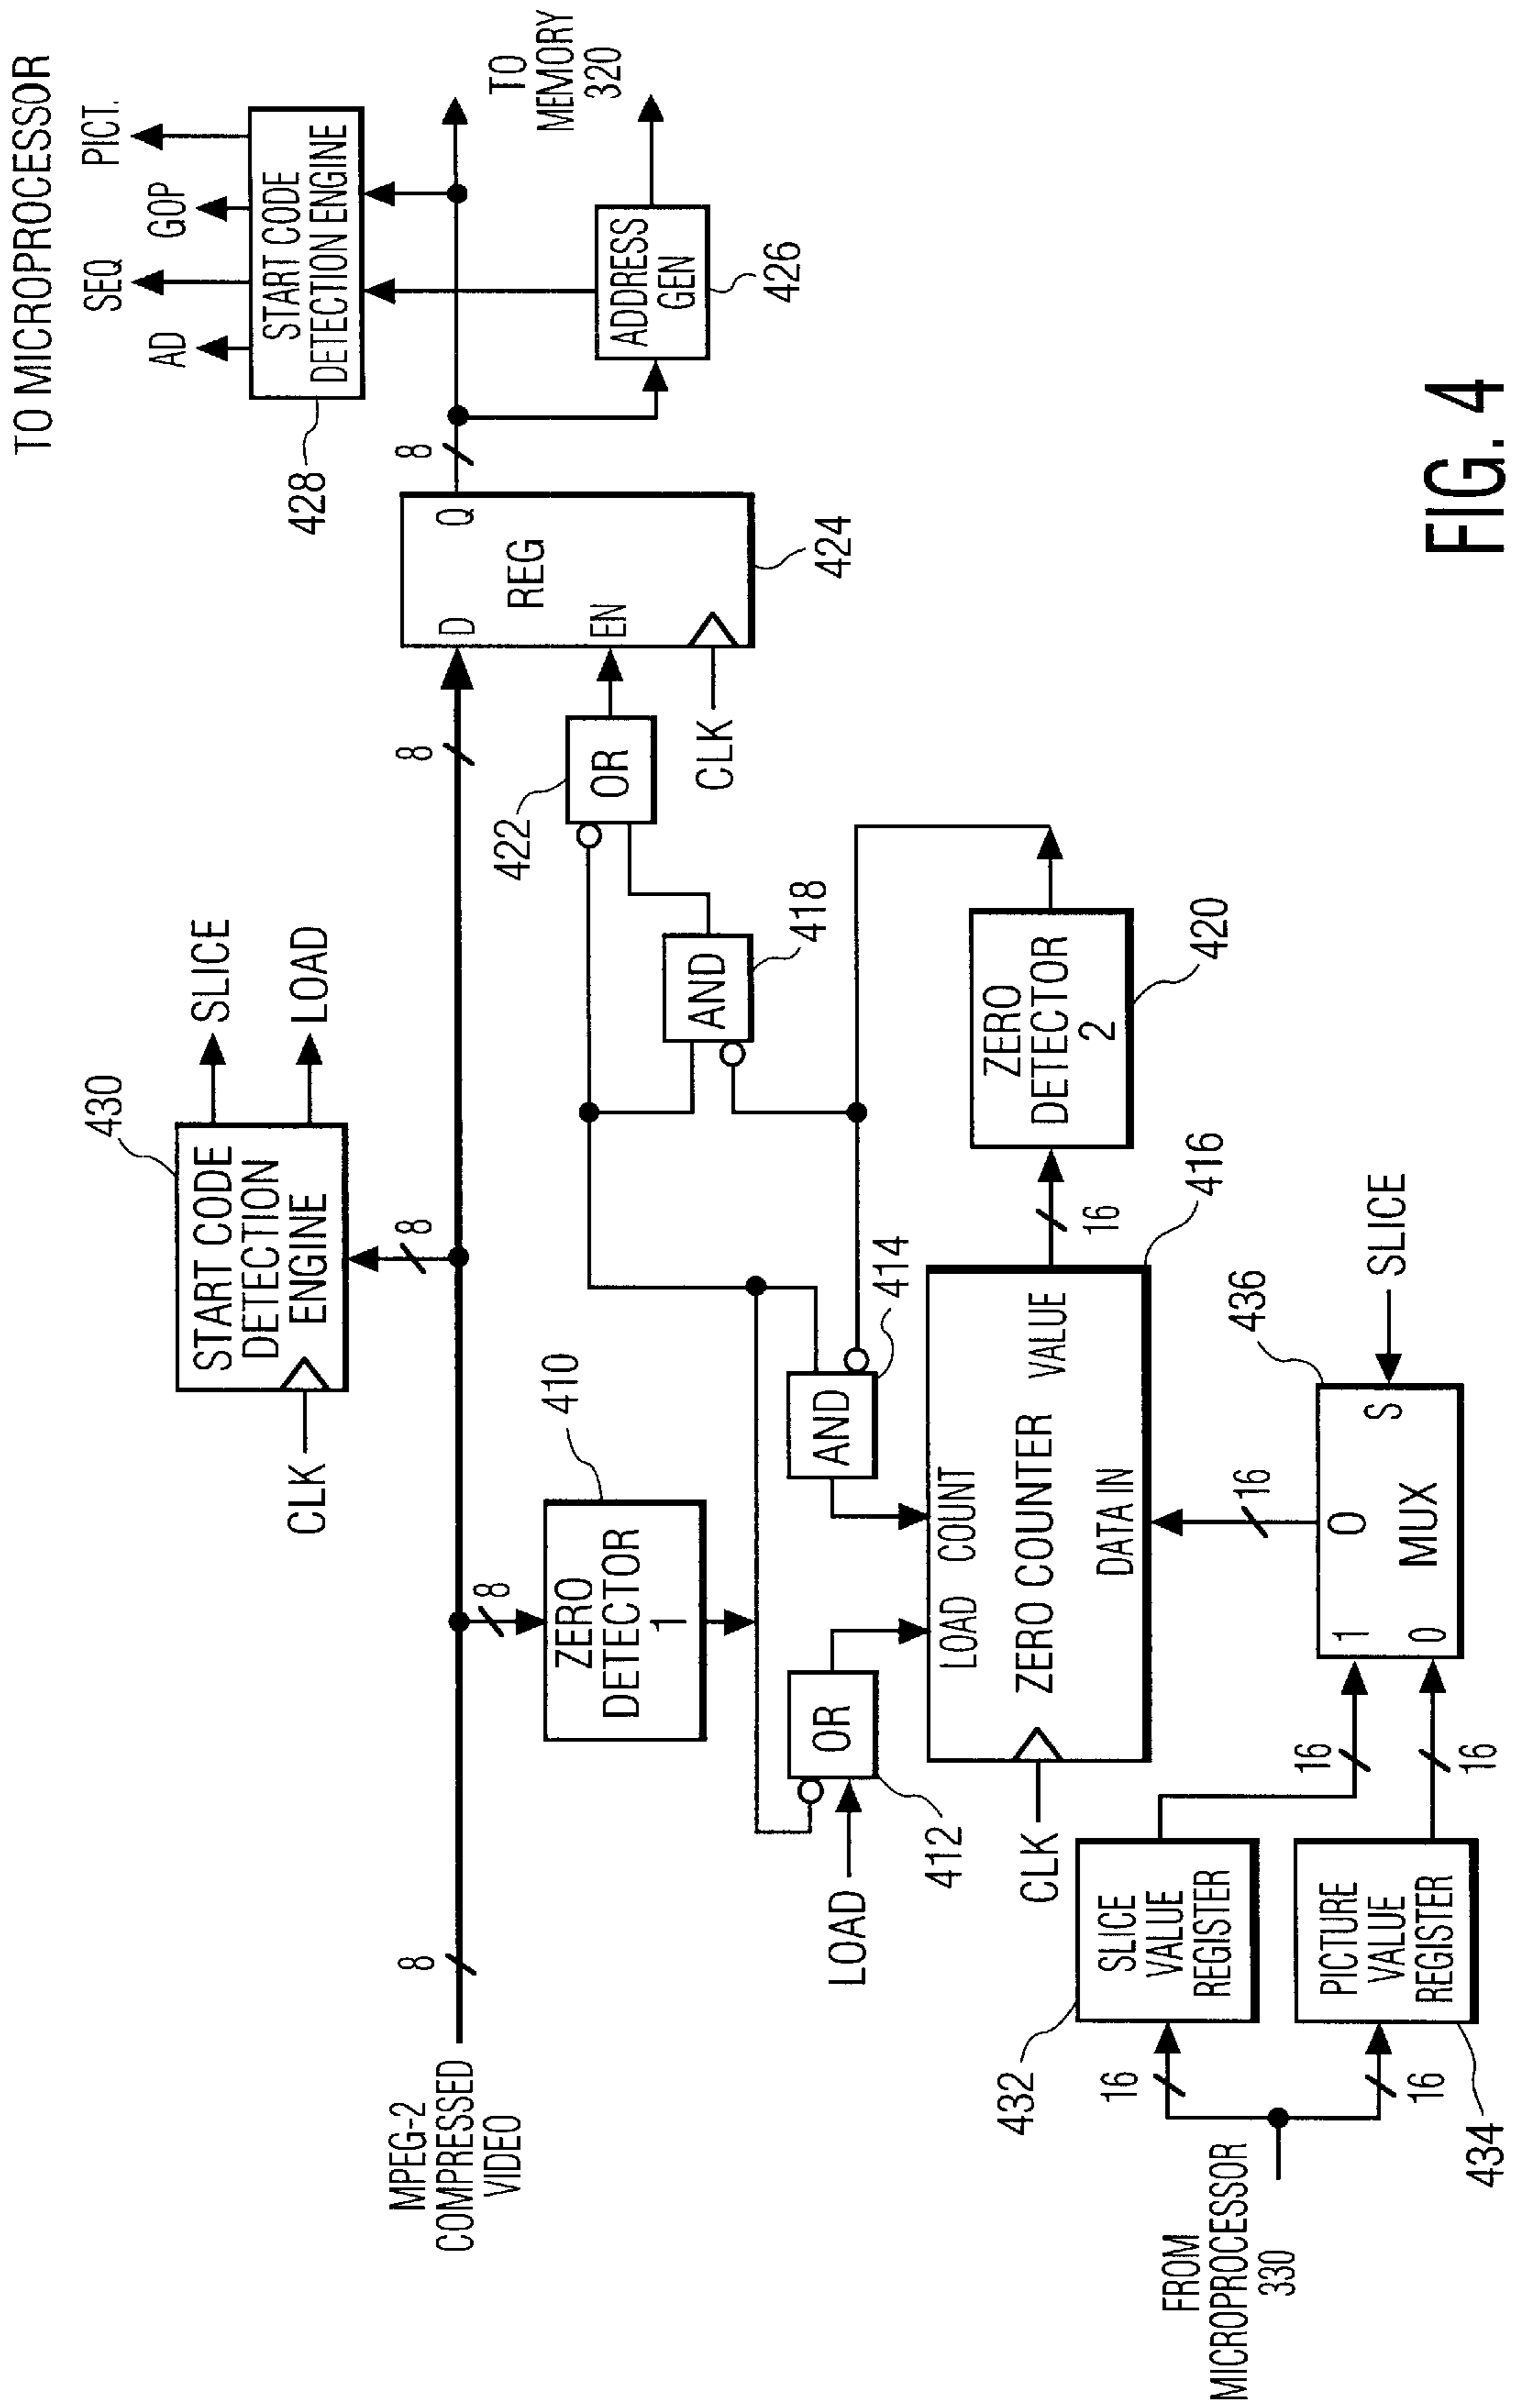 TO MICROPROCESSOR
AD
SEQ
GOP
PICT.
START CODE
DETECTION ENGINE
428
TO
MEMORY
320
ADDRESS
GEN
426
430
START CODE
DETECTION
ENGINE
CLK
SLICE
LOAD
8
MPEG-2
COMPRESSED
VIDEO
8
8
8
8
D
Q
REG
EN
CLK
424
OR
422
AND
418
ZERO
DETECTOR
1
410
LOAD
OR
412
AND
414
LOAD
COUNT
ZERO COUNTER
VALUE
DATA IN
CLK
416
16
ZERO
DETECTOR
2
420
FROM
MICROPROCESSOR
330
16
16
SLICE
VALUE
REGISTER
432
PICTURE
VALUE
REGISTER
434
16
16
1
0
O
S
MUX
436
16
SLICE
FIG. 4